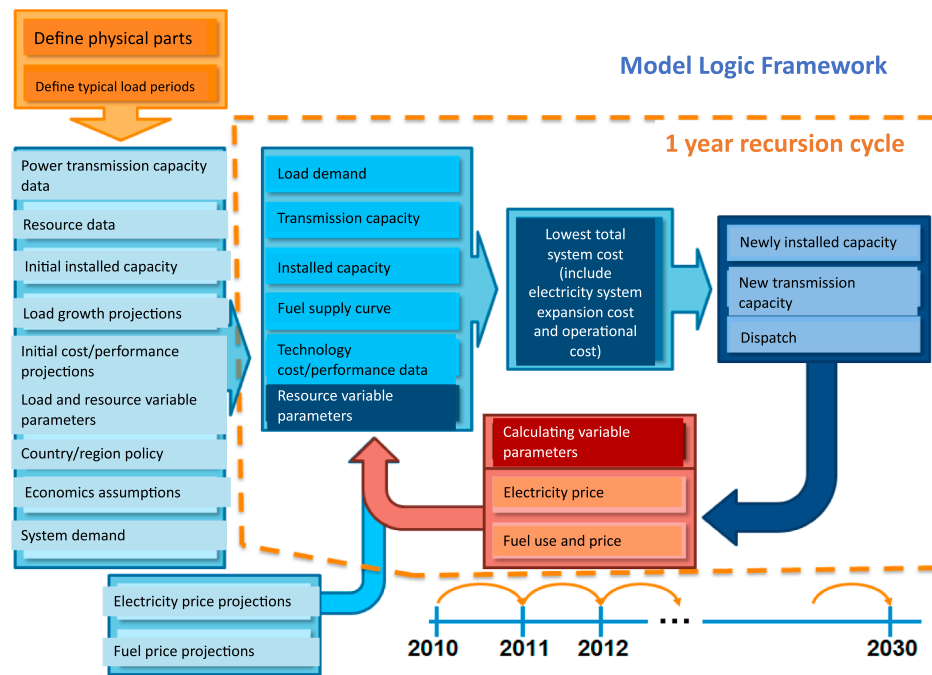 Define physical parts
Define typical load periods
Model Logic Framework
1 year recursion cycle
Power transmission capacity
data
Resource data
Initial installed capacity
Load growth projections
Initial cost/performance
projections
Load and resource variable
parameters
Country/region policy
Economics assumptions
System demand
Load demand
Transmission capacity
Installed capacity
Fuel supply curve
Technology
cost/performance data
Resource variable
parameters
Lowest total
system cost
(include
electricity system
expansion cost
and operational
cost)
Newly installed capacity
New transmission
capacity
Dispatch
Calculating variable
parameters
Electricity price
Fuel use and price
Electricity price projections
Fuel price projections
2010 2011 2012 ... 2030